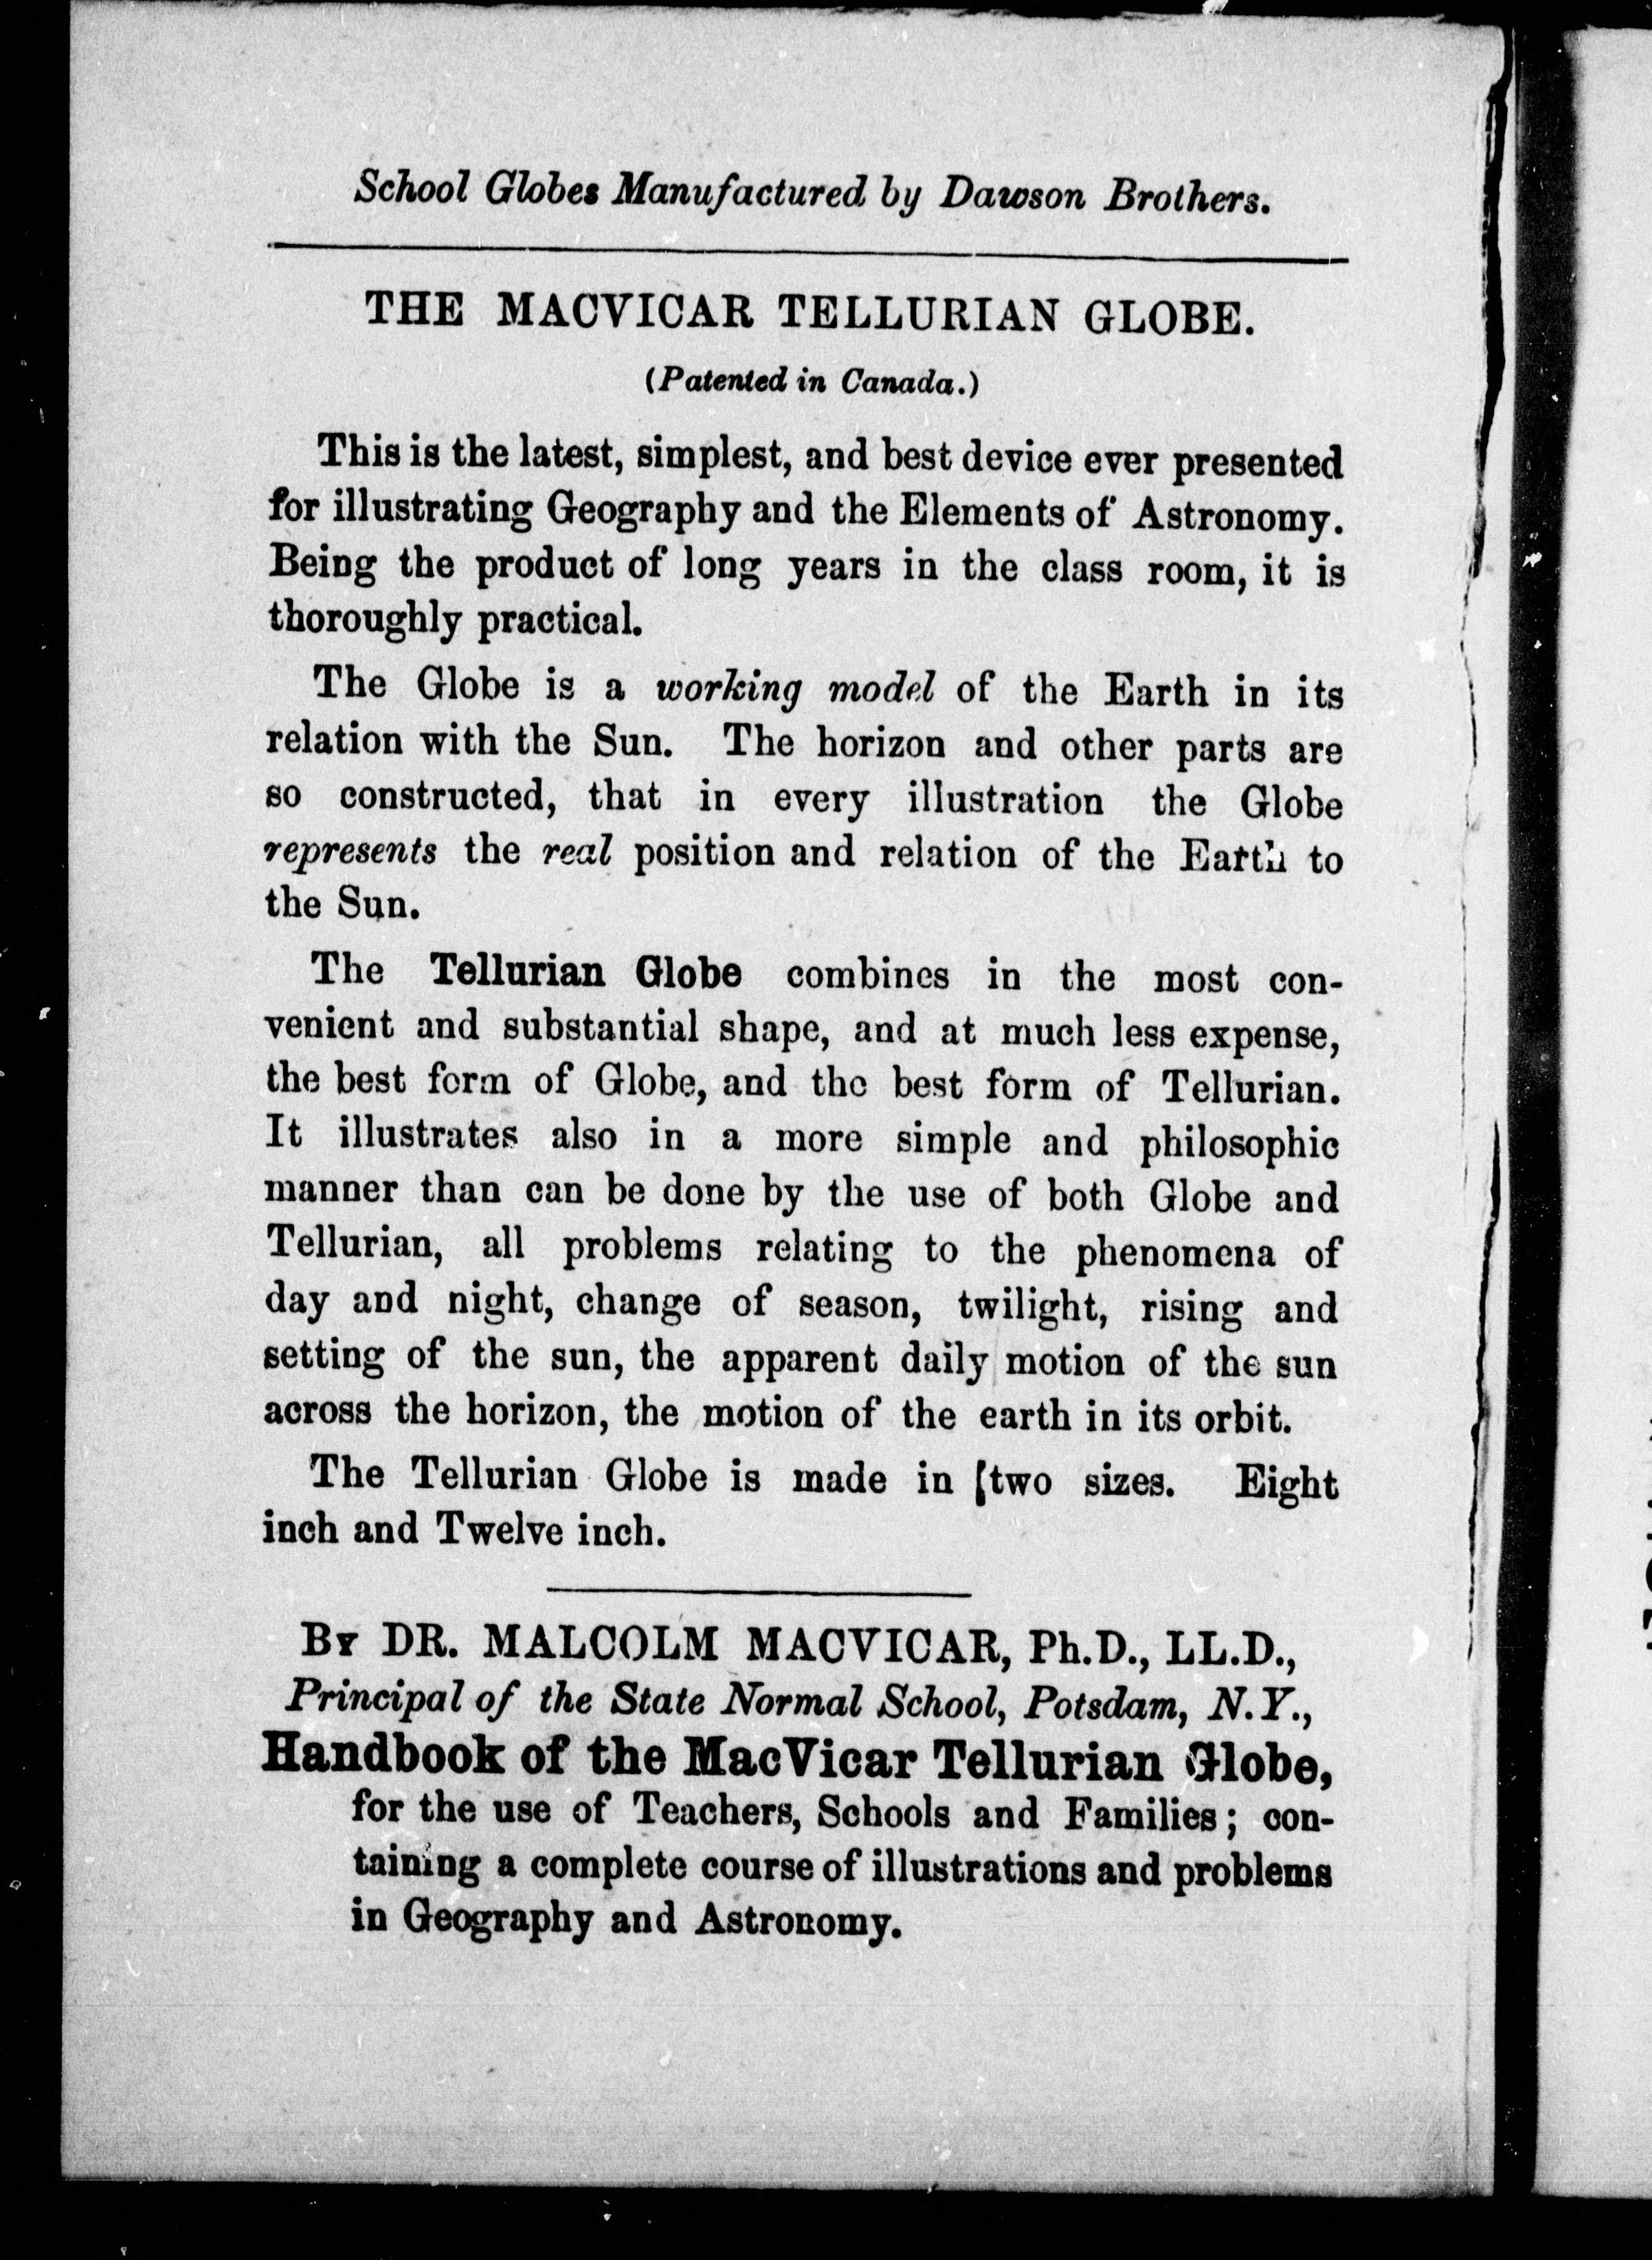 School Globes Manufactured by Dawson Brothers.
THE MACVICAR TELLURIAN GLOBE.
(Patented in Canada.)
This is the latest, simplest, and best device ever presented
for illustrating Geography and the Elements of Astronomy.
Being the product of long years in the class room, it is
thoroughly practical.
The Globe is a working model of the Earth in its
relation with the Sun. The horizon and other parts are
so constructed, that in every illustration the Globe
represents the real position and relation of the Earth to
the Sun.
The Tellurian Globe combines in the most con-
venient and substantial shape, and at much less expense,
the best form of Globe, and the best form of Tellurian.
It illustrates also in a more simple and philosophic
manner than can be done by the use of both Globe and
Tellurian, all problems relating to the phenomena of
day and night, change of season, twilight, rising and
setting of the sun, the apparent daily motion of the sun
across the horizon, the motion of the earth in its orbit.
The Tellurian Globe is made in [two sizes. Eight
inch and Twelve inch.
BY DR. MALCOLM MACVICAR, Ph.D., LL.D.,
Principal of the State Normal School, Potsdam, N.Y.,
Handbook of the MacVicar Tellurian Globe,
for the use of Teachers, Schools and Families; con-
taining a complete course of illustrations and problems
in Geography and Astronomy.